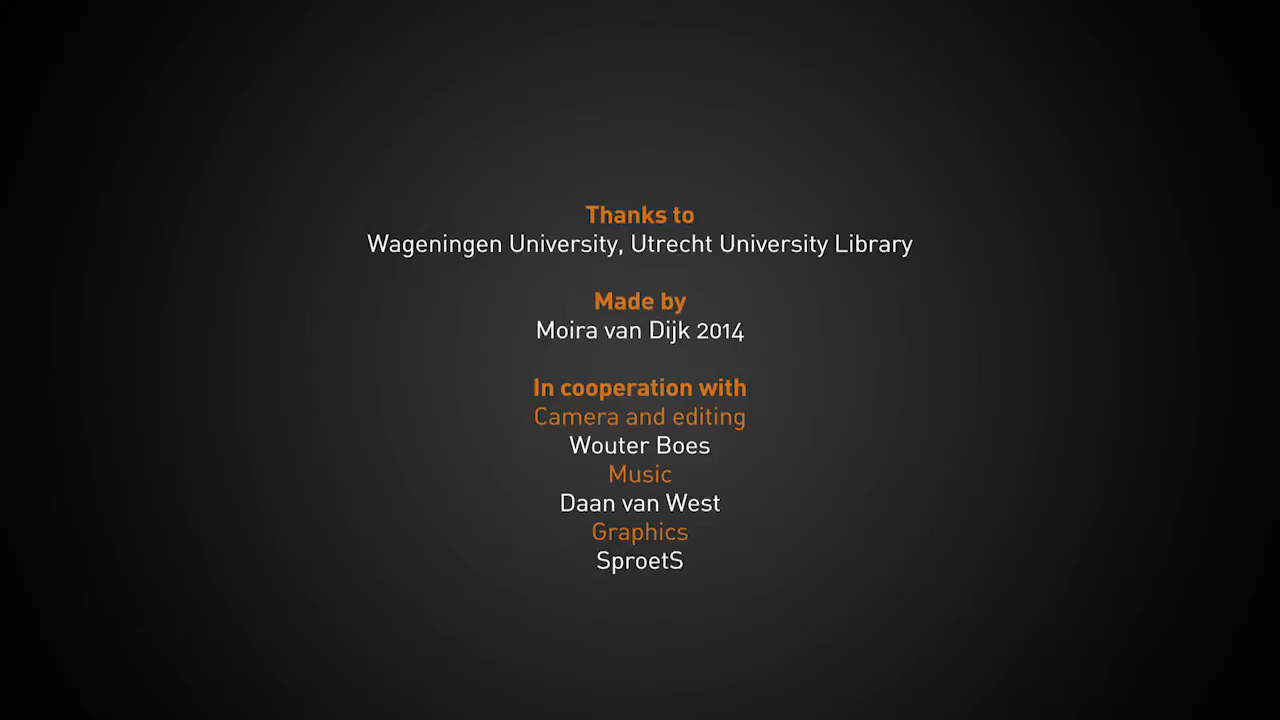 Thanks to
Wageningen University, Utrecht University Library
Made by
Moira van Dijk 2014
In cooperation with
Camera and editing
Wouter Boes
Music
Daan van West
Graphics
SproetS